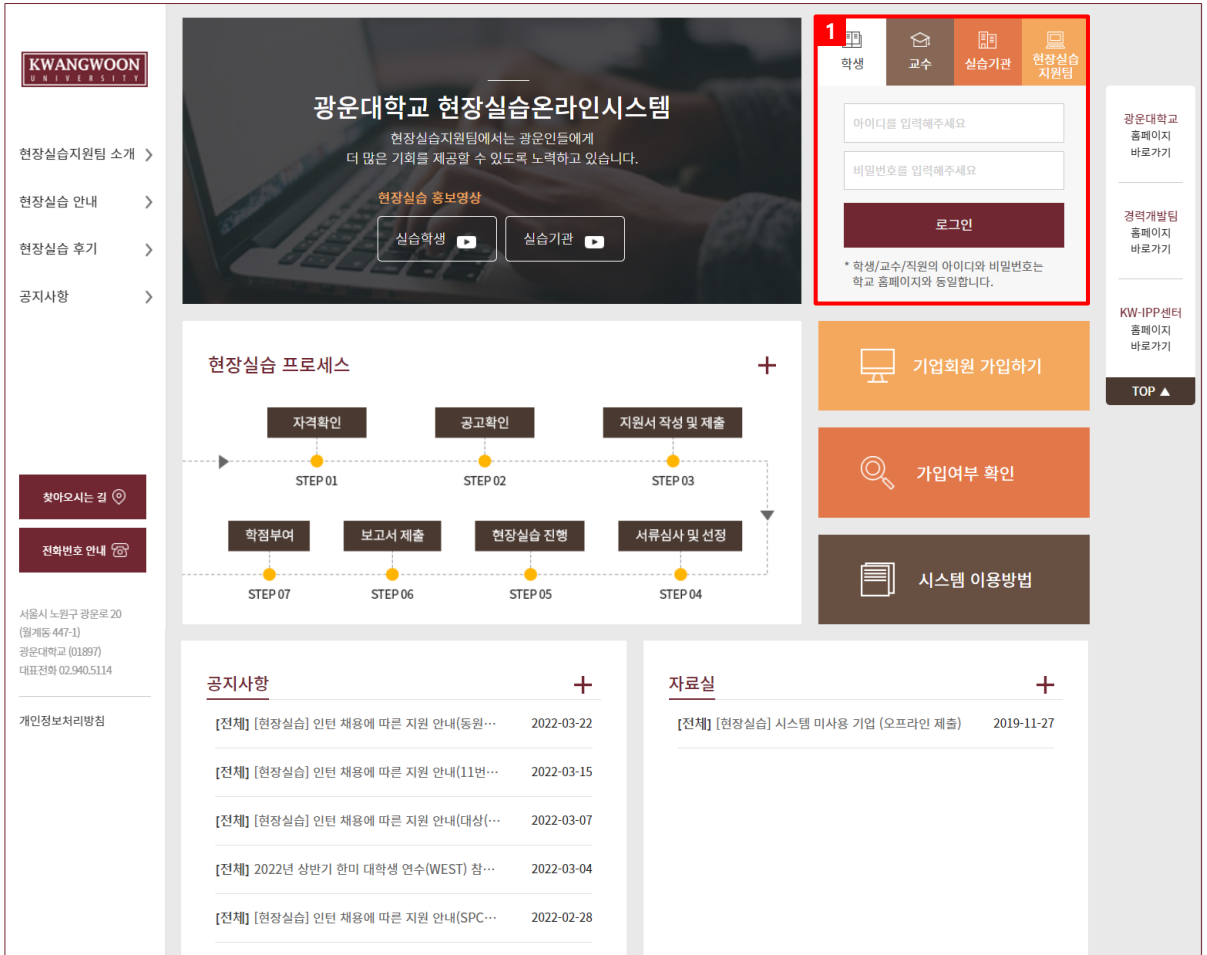 KWANGWOON
UNIVERSITY
현장실습지원팀 소개
현장실습 안내
현장실습 후기
공지사항
찾아오시는 길
전화번호 안내
서울시 노원구 광운로 20
(월계동 447-1)
광운대학교 (01897)
대표전화 02.940.5114
개인정보처리방침
광운대학교 현장실습온라인시스템
현장실습지원팀에서는 광운인들에게
더 많은 기회를 제공할 수 있도록 노력하고 있습니다.
현장실습 홍보영상
실습학생
실습기관
1
학생
교수
실습기관
현장실습
지원팀
아이디를 입력해주세요
비밀번호를 입력해주세요
로그인
* 학생/교수/직원의 아이디와 비밀번호는
학교 홈페이지와 동일합니다.
광운대학교
홈페이지
바로가기
경력개발팀
홈페이지
바로가기
KW-IPP센터
홈페이지
바로가기
TOP ▲
현장실습 프로세스
자격확인
공고확인
지원서 작성 및 제출
STEP 01
STEP 02
STEP 03
학점부여
보고서 제출
현장실습 진행
서류심사 및 선정
STEP 07
STEP 06
STEP 05
STEP 04
기업회원 가입하기
가입여부 확인
시스템 이용방법
공지사항
[전체] [현장실습] 인턴 채용에 따른 지원 안내(동원… 2022-03-22
[전체] [현장실습] 인턴 채용에 따른 지원 안내(11번… 2022-03-15
[전체] [현장실습] 인턴 채용에 따른 지원 안내(대상(… 2022-03-07
[전체] 2022년 상반기 한미 대학생 연수(WEST) 참… 2022-03-04
[전체] [현장실습] 인턴 채용에 따른 지원 안내(SPC… 2022-02-28
자료실
[전체] [현장실습] 시스템 미사용 기업 (오프라인 제출) 2019-11-27